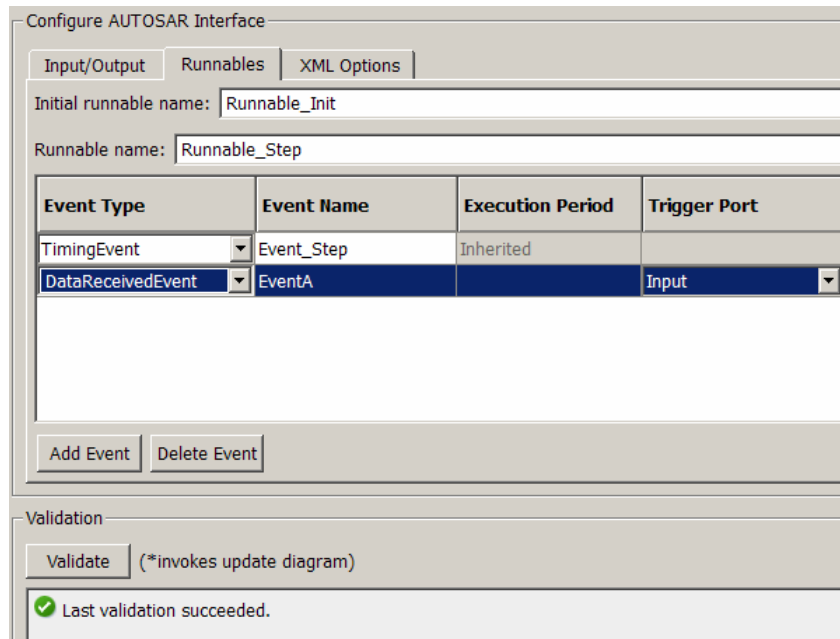 Configure AUTOSAR Interface
Input/Output Runnables XML Options
Initial runnable name: Runnable_Init
Runnable name: Runnable_Step
Event Type Event Name Execution Period Trigger Port
TimingEvent Event_Step Inherited
DataReceivedEvent EventA Input
Add Event Delete Event
Validation
Validate (*invokes update diagram)
Last validation succeeded.